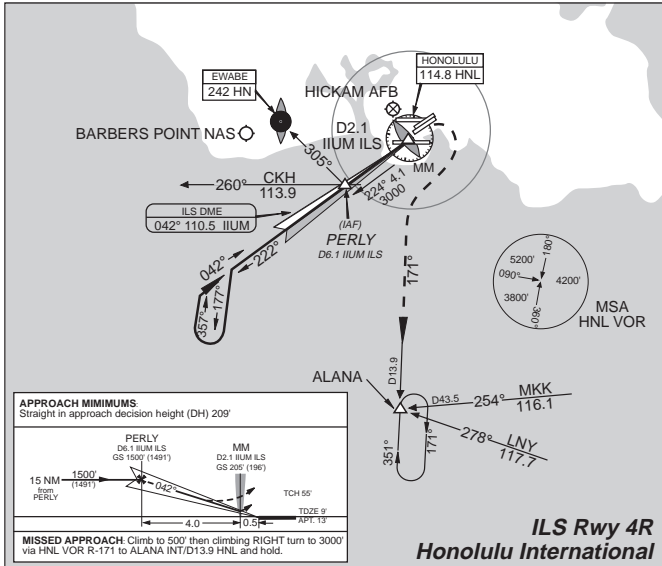 EWABE
242 HN
HONOLULU
114.8 HNL
HICKAM AFB
BARBERS POINT NAS
D2.1
IIUM ILS
MM
305°
260°
CKH
113.9
224° 4.1
3000
ILS DME
042° 110.5 IIUM
(IAF)
PERLY
D6.1 IIUM ILS
042°
222°
357°
177°
171°
5200'
180°
090°
4200'
3800'
360°
MSA
HNL VOR
D13.9
ALANA
D43.5
254°
MKK
116.1
278°
LNY
117.7
351°
171°
APPROACH MIMIMUMS:
Straight in approach decision height (DH) 209'
PERLY
D6.1 IIUM ILS
GS 1500' (1491')
MM
D2.1 IIUM ILS
GS 205' (196')
15 NM
from
PERLY
1500'
(1491')
042°
TCH 55'
TDZE 9'
APT. 13'
4.0
0.5
MISSED APPROACH: Climb to 500' then climbing RIGHT turn to 3000'
via HNL VOR R-171 to ALANA INT/D13.9 HNL and hold.
ILS Rwy 4R
Honolulu International